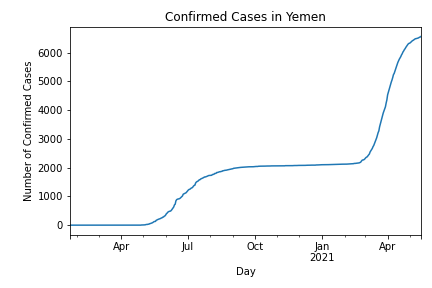 Confirmed Cases in Yemen
Number of Confirmed Cases
6000
5000
4000
3000
2000
1000
0
Apr Jul Oct Jan Apr
2021
Day